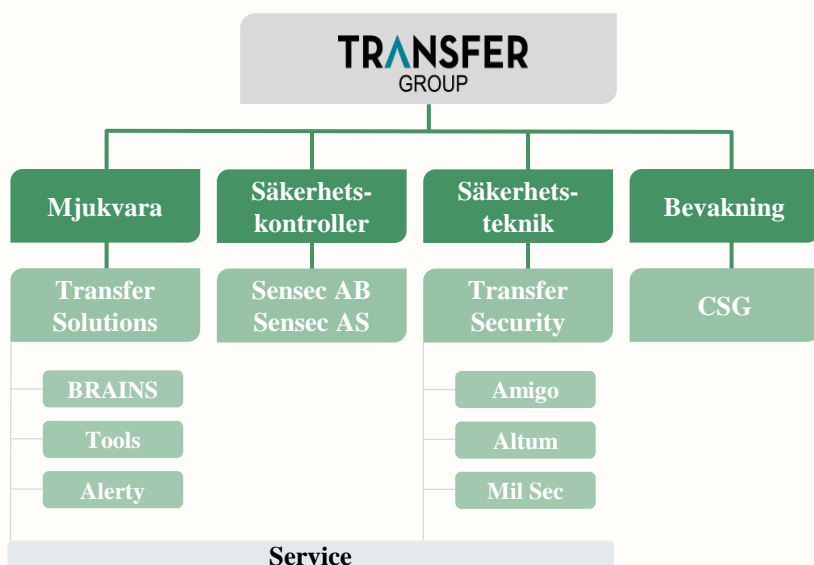 TRANSFER
GROUP
Mjukvara
Säkerhets-
kontroller
Säkerhets-
teknik
Bevakning
Transfer
Solutions
Sensec AB
Sensec AS
Transfer
Security
CSG
BRAINS
Tools
Alerty
Amigo
Altum
Mil Sec
Service